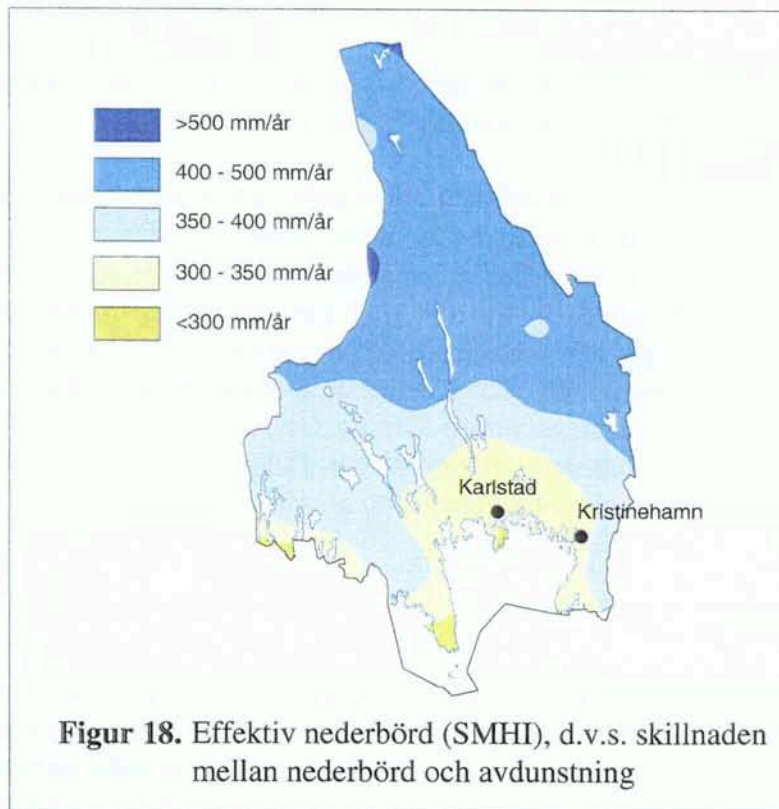 >500 mm/år
400 - 500 mm/år
350 - 400 mm/år
300 - 350 mm/år
<300 mm/år
Karlstad
Kristinehamn
Figur 18. Effektiv nederbörd (SMHI), d.v.s. skillnaden
mellan nederbörd och avdunstning